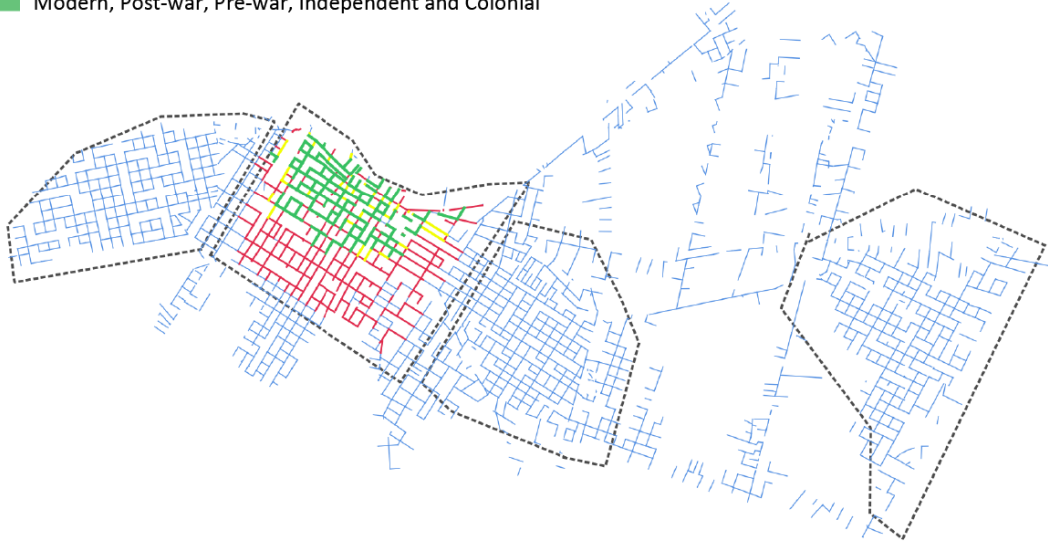 Modern, Post-war, Pre-war, Independent and Colonial